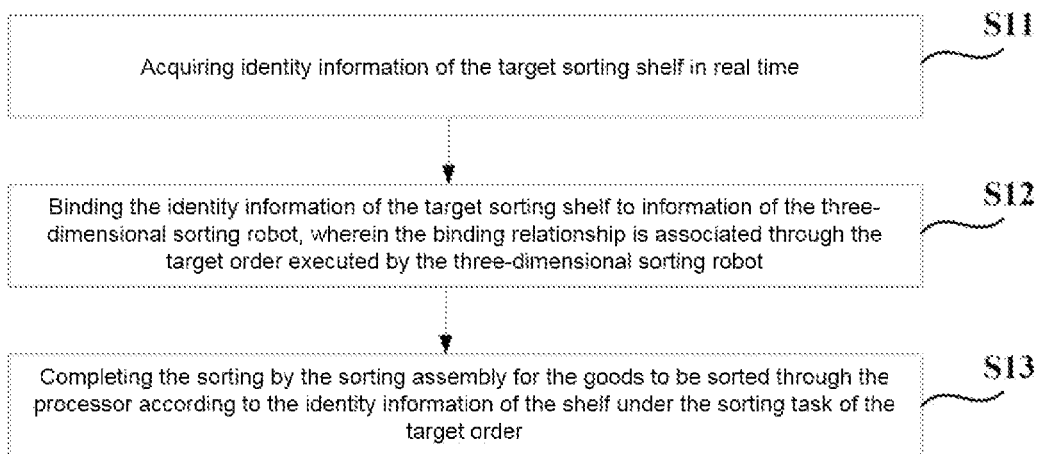 S11
Acquiring identity information of the target sorting shelf in real time
S12
Binding the identity information of the target sorting shelf to information of the three-
dimensional sorting robot, wherein the binding relationship is associated through the
target order executed by the three-dimensional sorting robot
S13
Completing the sorting by the sorting assembly for the goods to be sorted through the
processor according to the identity information of the shelf under the sorting task of the
target order